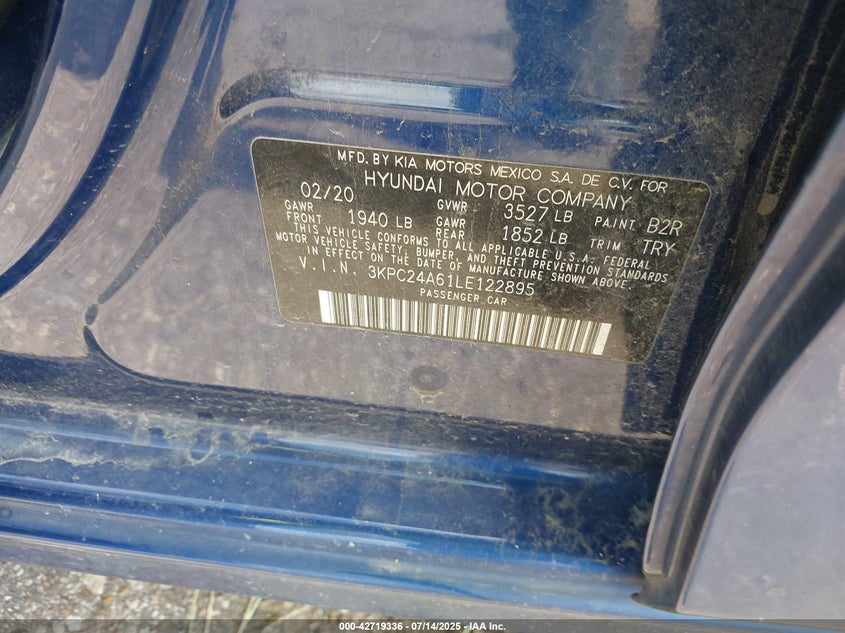 MFD. BY KIA MOTORS MEXICO S.A. DE C.V. FOR
HYUNDAI MOTOR COMPANY
02/20 GVWR 3527 LB PAINT B2R
GAWR FRONT 1940 LB GAWR REAR 1852 LB TRIM TRY
THIS VEHICLE CONFORMS TO ALL APPLICABLE U.S.A. FEDERAL
MOTOR VEHICLE SAFETY, BUMPER, AND THEFT PREVENTION STANDARDS
IN EFFECT ON THE DATE OF MANUFACTURE SHOWN ABOVE.
V.I.N. 3KPC24A61LE122895
PASSENGER CAR
000-42719336 - 07/14/2025 - IAA Inc.